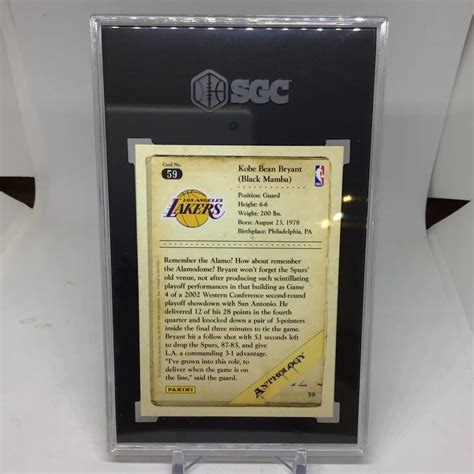 SGC
Card No.
59
Kobe Bean Bryant
(Black Mamba)
NBA
LOS ANGELES
LAKERS
Position: Guard
Height: 6-6
Weight: 200 lbs.
Born: August 23, 1978
Birthplace: Philadelphia, PA
Remember the Alamo? How about remember
the Alamodome? Bryant won't forget the Spurs'
old venue, not after producing such scintillating
playoff performances in that building as Game
4 of a 2002 Western Conference second-round
playoff showdown with San Antonio. He
delivered 12 of his 28 points in the fourth
quarter and knocked down a pair of 3-pointers
inside the final three minutes to tie the game.
Bryant hit a follow shot with 5.1 seconds left
to drop the Spurs, 87-85, and give
L.A. a commanding 3-1 advantage.
"I've grown into this role, to
deliver when the game is on
the line," said the guard.
ANTHOLOGY
PANINI
59